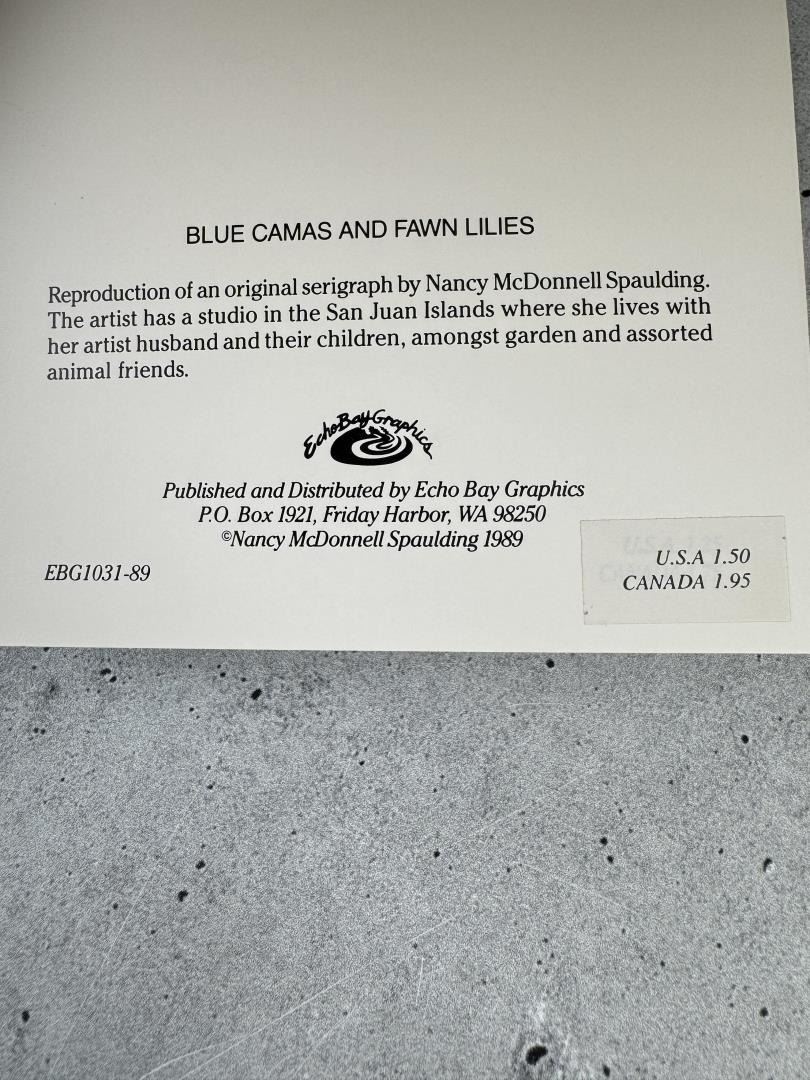 BLUE CAMAS AND FAWN LILIES
Reproduction of an original serigraph by Nancy McDonnell Spaulding.
The artist has a studio in the San Juan Islands where she lives with
her artist husband and their children, amongst garden and assorted
animal friends.
Echo Bay Graphics
Published and Distributed by Echo Bay Graphics
P.O. Box 1921, Friday Harbor, WA 98250
©Nancy McDonnell Spaulding 1989
EBG1031-89
U.S.A 1.50
CANADA 1.95